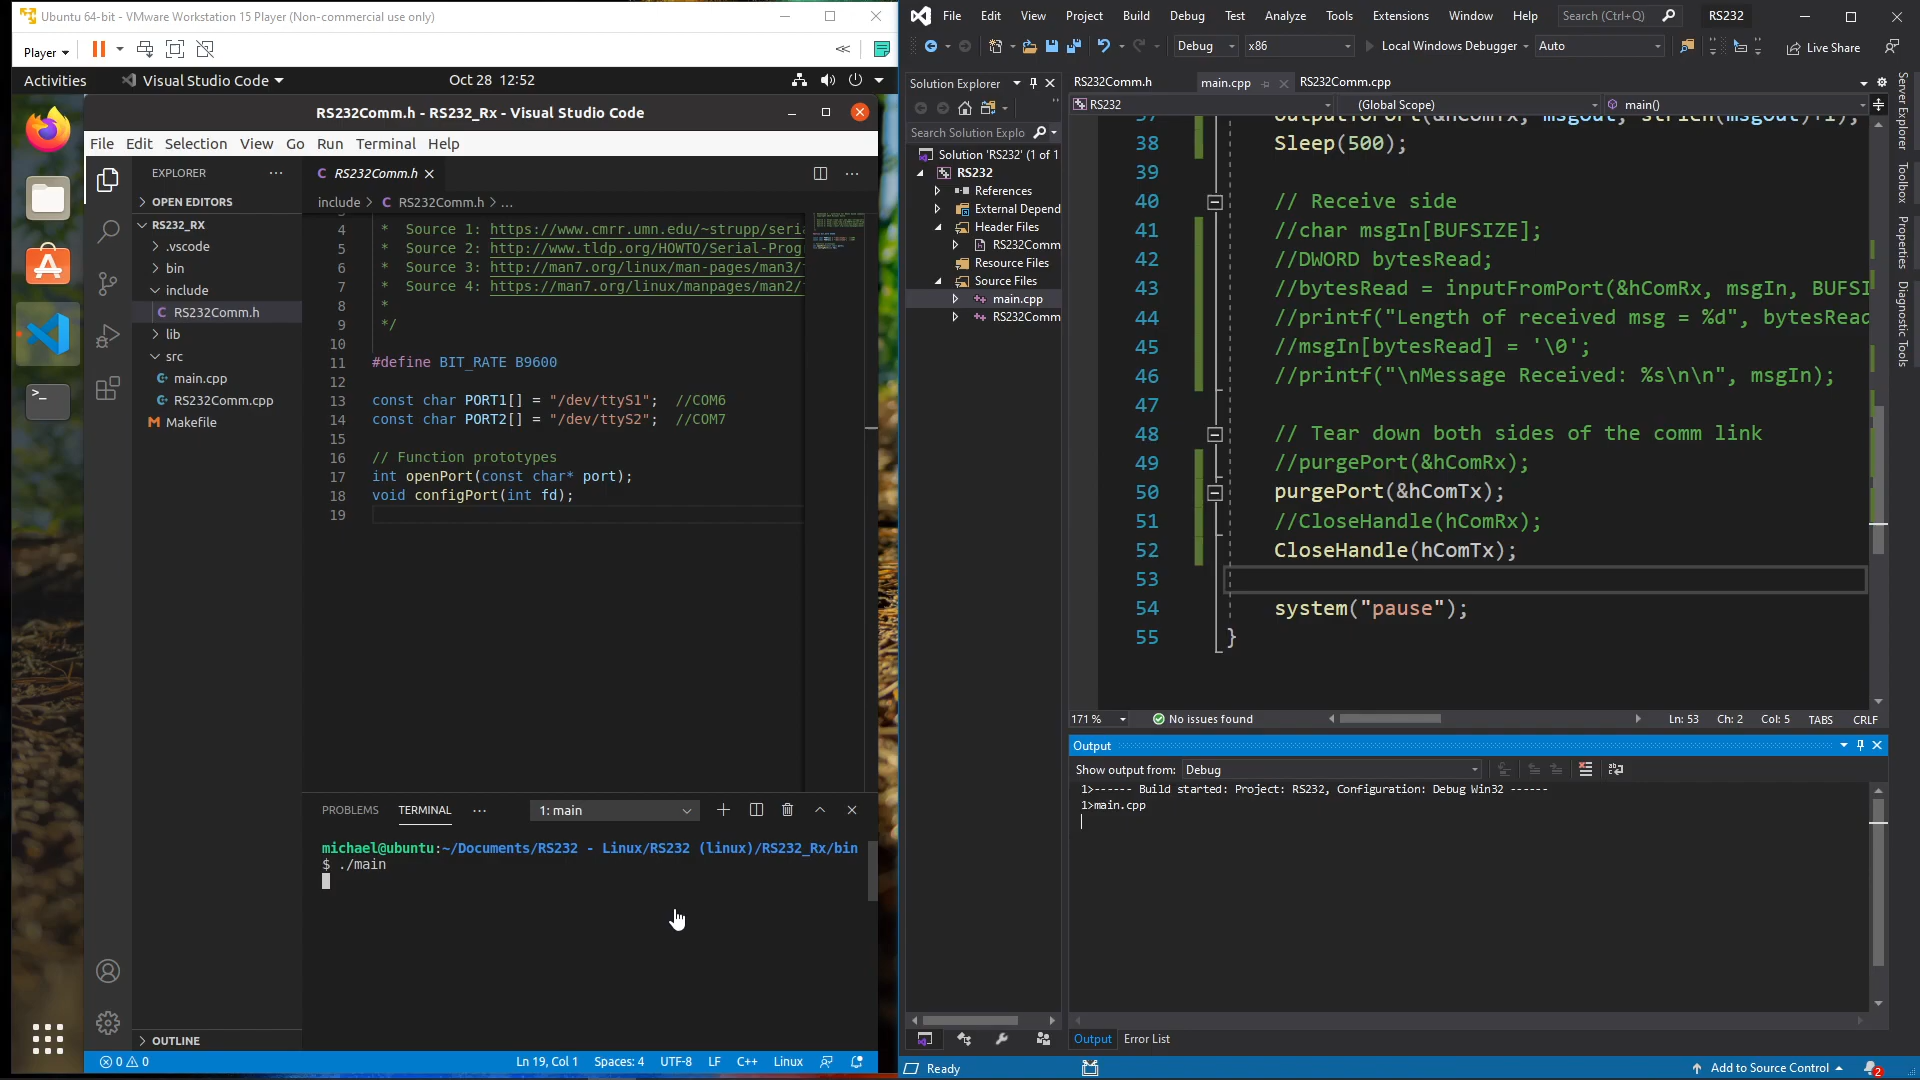 Ubuntu 64-bit - VMware Workstation 15 Player (Non-commercial use only)
Player
Activities
Visual Studio Code
Oct 28 12:52
RS232Comm.h - RS232_Rx - Visual Studio Code
File Edit Selection View Go Run Terminal Help
EXPLORER
OPEN EDITORS
RS232_RX
.vscode
bin
include
C RS232Comm.h
lib
src
main.cpp
RS232Comm.cpp
M Makefile
OUTLINE
C RS232Comm.h
include > C RS232Comm.h > ...
4 * Source 1: https://www.cmrr.umn.edu/~strupp/seria
5 * Source 2: http://www.tldp.org/HOWTO/Serial-Prog
6 * Source 3: http://man7.org/linux/man-pages/man3/
7 * Source 4: https://man7.org/linux/manpages/man2/
8 *
9 */
10
11 #define BIT_RATE B9600
12
13 const char PORT1[] = "/dev/ttyS1"; //COM6
14 const char PORT2[] = "/dev/ttyS2"; //COM7
15
16 // Function prototypes
17 int openPort(const char* port);
18 void configPort(int fd);
19
PROBLEMS TERMINAL ... 1: main
michael@ubuntu:~/Documents/RS232 - Linux/RS232 (linux)/RS232_Rx/bin
$ ./main
0 0 Ln 19, Col 1 Spaces: 4 UTF-8 LF C++ Linux
File Edit View Project Build Debug Test Analyze Tools Extensions Window Help Search (Ctrl+Q) RS232
Debug x86 Local Windows Debugger Auto Live Share
Solution Explorer
Search Solution Explo
Solution 'RS232' (1 of 1
RS232
References
External Depend
Header Files
RS232Comm
Resource Files
Source Files
main.cpp
RS232Comm
RS232Comm.h main.cpp RS232Comm.cpp
RS232 (Global Scope) main()
37 outputToPort(&hComTx, msgOut, strlen(msgOut)+1);
38 Sleep(500);
39
40 // Receive side
41 //char msgIn[BUFSIZE];
42 //DWORD bytesRead;
43 //bytesRead = inputFromPort(&hComRx, msgIn, BUFSI
44 //printf("Length of received msg = %d", bytesRead
45 //msgIn[bytesRead] = '\0';
46 //printf("\nMessage Received: %s\n\n", msgIn);
47
48 // Tear down both sides of the comm link
49 //purgePort(&hComRx);
50 purgePort(&hComTx);
51 //CloseHandle(hComRx);
52 CloseHandle(hComTx);
53
54 system("pause");
55 }
171 % No issues found Ln: 53 Ch: 2 Col: 5 TABS CRLF
Output
Show output from: Debug
1>------ Build started: Project: RS232, Configuration: Debug Win32 ------
1>main.cpp
Output Error List
Ready Add to Source Control 2
Server Explorer
Toolbox
Properties
Diagnostic Tools